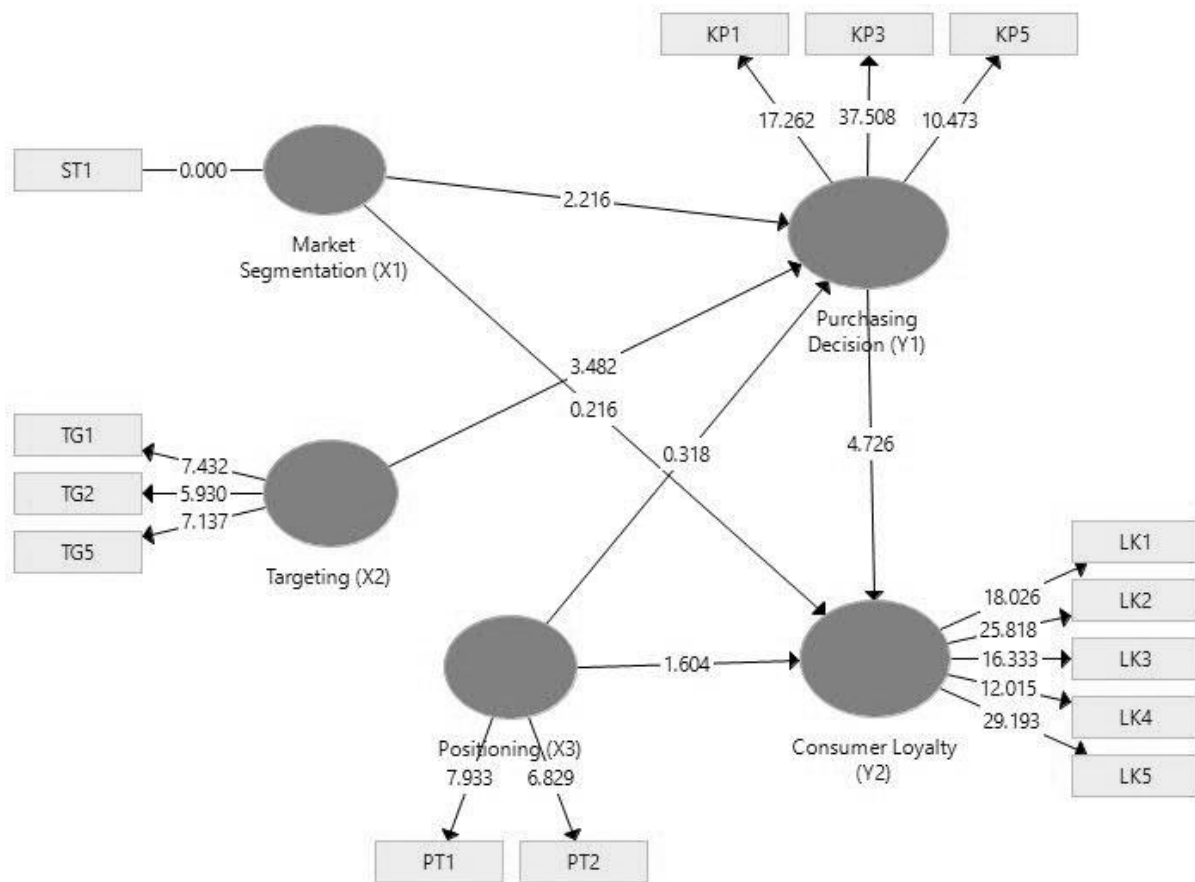 KP1
KP3
KP5
17.262
37.508
10.473
ST1
0.000
2.216
Market
Segmentation (X1)
Purchasing
Decision (Y1)
3.482
0.216
0.318
4.726
TG1
TG2
TG5
7.432
5.930
7.137
Targeting (X2)
1.604
LK1
LK2
LK3
LK4
LK5
18.026
25.818
16.333
12.015
29.193
Positioning (X3)
7.933
6.829
Consumer Loyalty
(Y2)
PT1
PT2